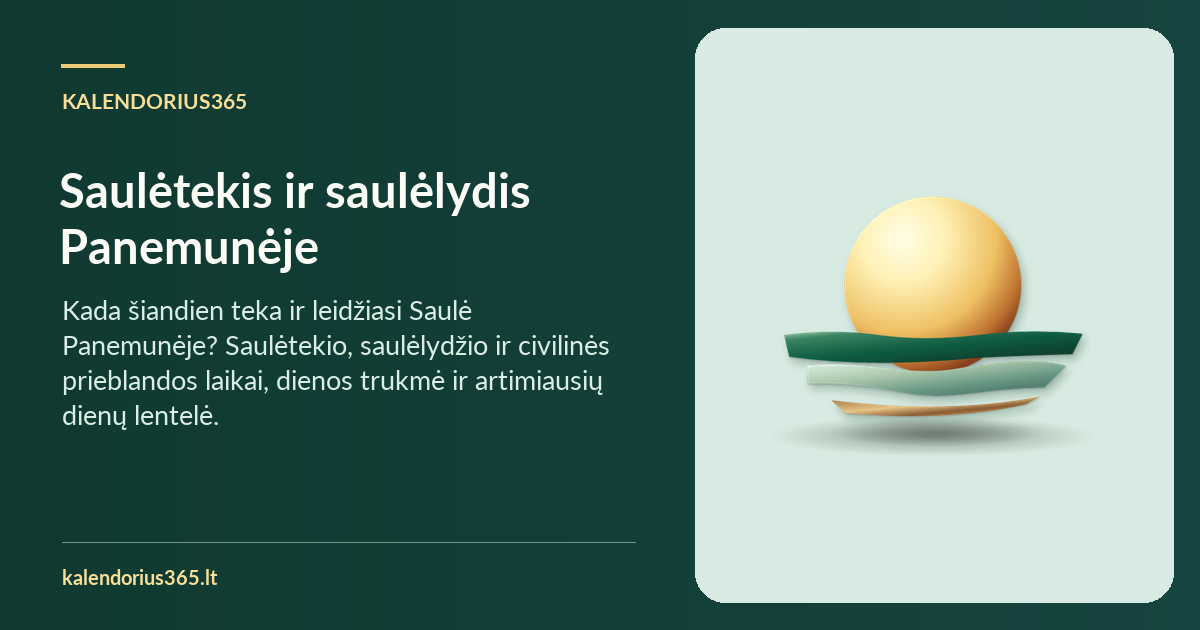 KALENDORIUS365
Saulėtekis ir saulėlydis
Panemunėje
Kada šiandien teka ir leidžiasi Saulė
Panemunėje? Saulėtekio, saulėlydžio ir civilinės
prieblandos laikai, dienos trukmė ir artimiausių
dienų lentelė.
kalendorius365.lt